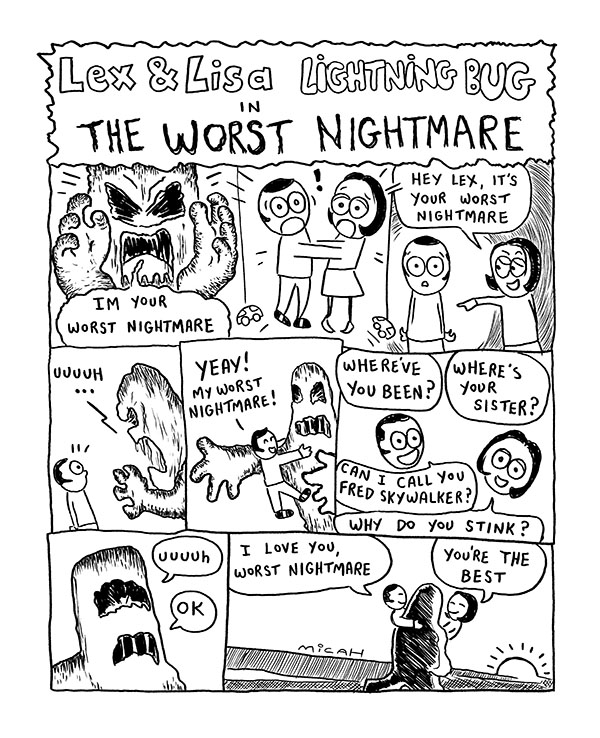 Lex & Lisa LIGHTNING BUG
IN
THE WORST NIGHTMARE
IM YOUR
WORST NIGHTMARE
!
HEY LEX, IT'S
YOUR WORST
NIGHTMARE
UUUUH
...
YEAY!
MY WORST
NIGHTMARE!
WHERE'VE
YOU BEEN?
WHERE'S
YOUR
SISTER?
CAN I CALL YOU
FRED SKYWALKER?
WHY DO YOU STINK?
UUUUh
OK
I LOVE YOU,
WORST NIGHTMARE
YOU'RE THE
BEST
MICAH